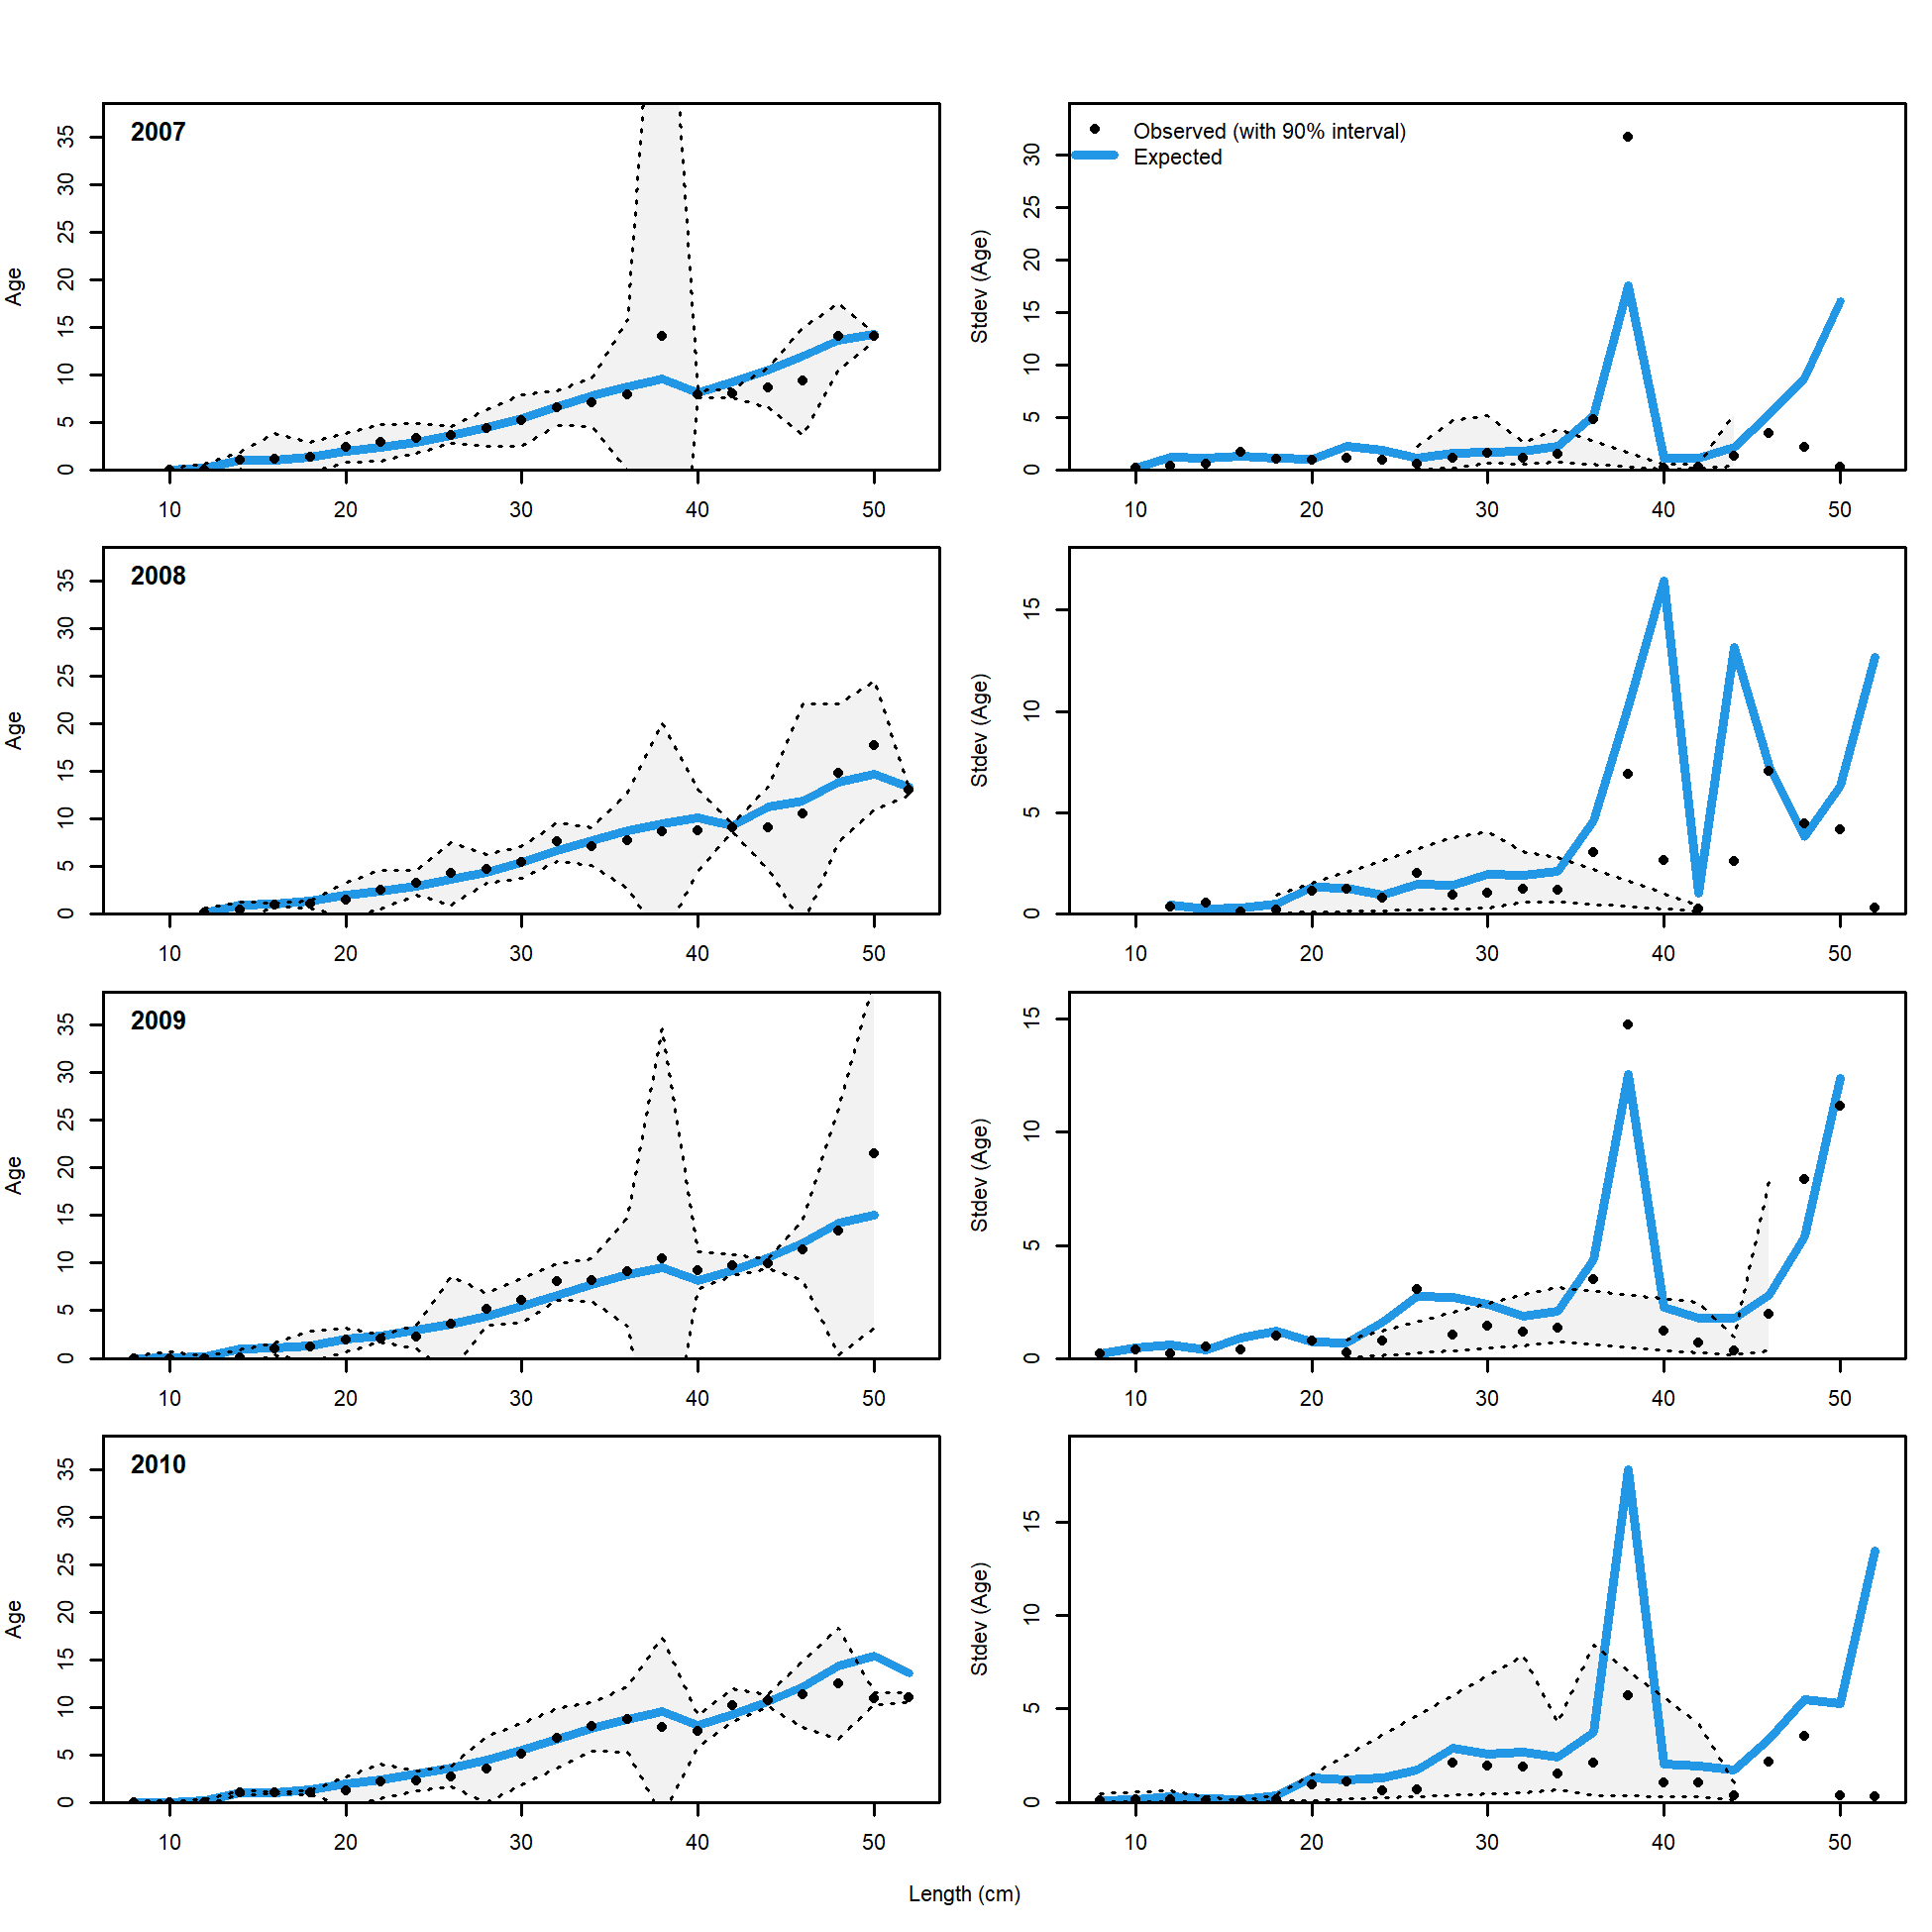 2007
Age
0 5 10 15 20 25 30 35
10 20 30 40 50
Observed (with 90% interval)
Expected
Stdev (Age)
0 5 10 15 20 25 30
10 20 30 40 50
2008
Age
0 5 10 15 20 25 30 35
10 20 30 40 50
Stdev (Age)
0 5 10 15
10 20 30 40 50
2009
Age
0 5 10 15 20 25 30 35
10 20 30 40 50
Stdev (Age)
0 5 10 15
10 20 30 40 50
2010
Age
0 5 10 15 20 25 30 35
10 20 30 40 50
Stdev (Age)
0 5 10 15
10 20 30 40 50
Length (cm)